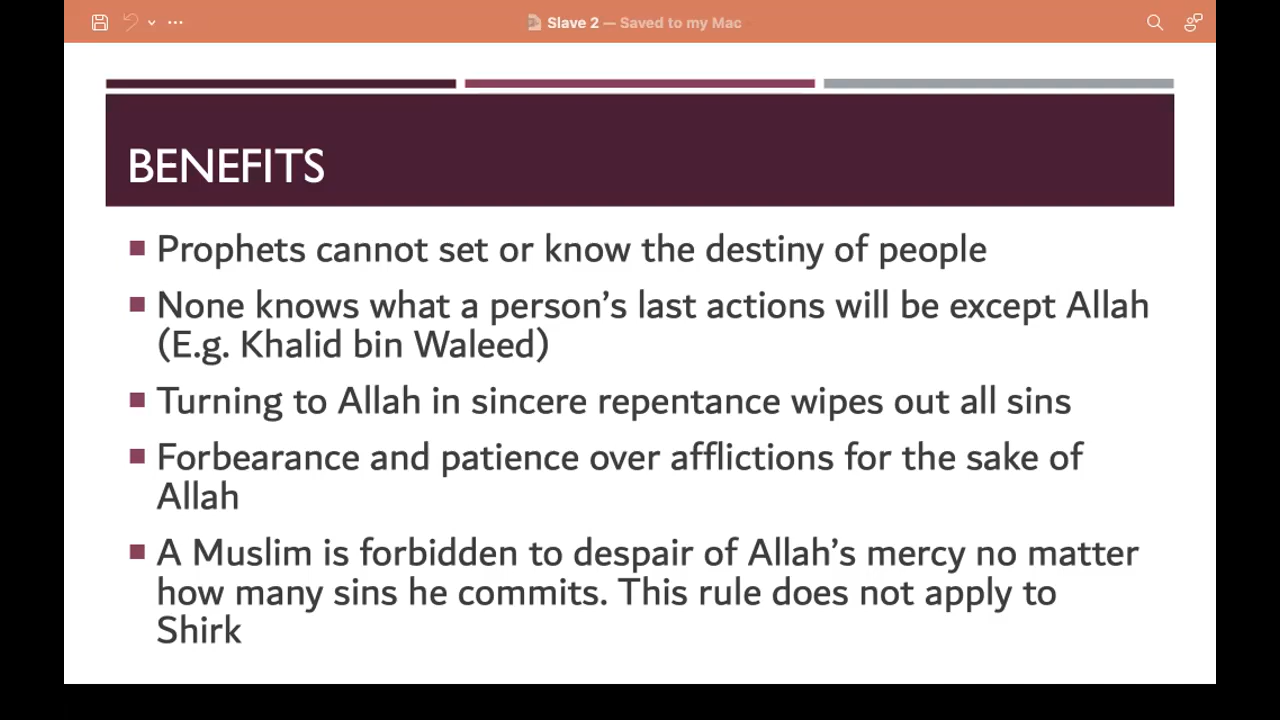 Slave 2 — Saved to my Mac
BENEFITS
Prophets cannot set or know the destiny of people
None knows what a person’s last actions will be except Allah
(E.g. Khalid bin Waleed)
Turning to Allah in sincere repentance wipes out all sins
Forbearance and patience over afflictions for the sake of
Allah
A Muslim is forbidden to despair of Allah’s mercy no matter
how many sins he commits. This rule does not apply to
Shirk